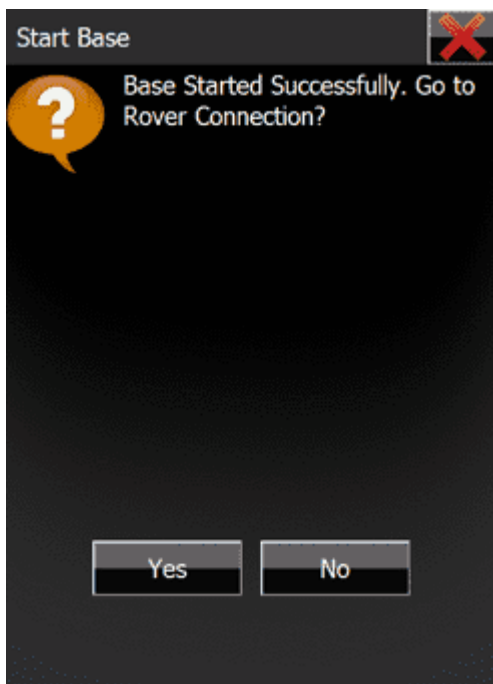 Start Base
Base Started Successfully. Go to
Rover Connection?
Yes
No